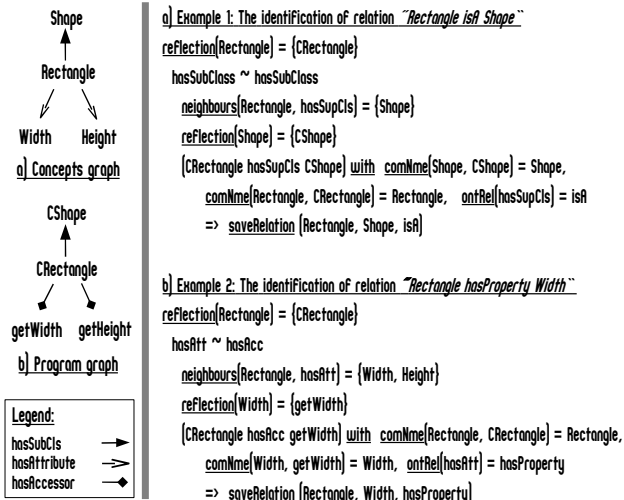 Shape
Rectangle
Width Height
a) Concepts graph
CShape
CRectangle
getWidth getHeight
b) Program graph
Legend:
hasSubCls
hasAttribute
hasAccessor
a) Example 1: The identification of relation ˝Rectangle isA Shape``
reflection(Rectangle) = {CRectangle}
hasSubClass ~ hasSubClass
neighbours(Rectangle, hasSupCls) = {Shape}
reflection(Shape) = {CShape}
(CRectangle hasSupCls CShape) with comNme(Shape, CShape) = Shape,
comNme(Rectangle, CRectangle) = Rectangle, ontRel(hasSupCls) = isA
=> saveRelation (Rectangle, Shape, isA)
b) Example 2: The identification of relation ˝Rectangle hasProperty Width``
reflection(Rectangle) = {CRectangle}
hasAtt ~ hasAcc
neighbours(Rectangle, hasAtt) = {Width, Height}
reflection(Width) = {getWidth}
(CRectangle hasAcc getWidth) with comNme(Rectangle, CRectangle) = Rectangle,
comNme(Width, getWidth) = Width, ontRel(hasAtt) = hasProperty
=> saveRelation (Rectangle, Width, hasProperty)